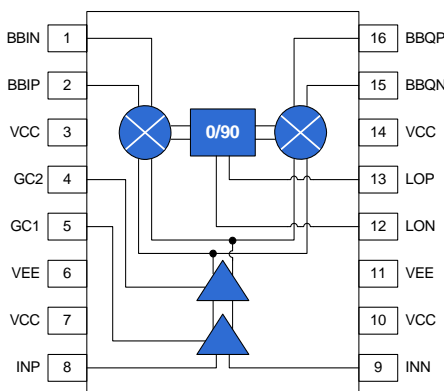 BBIN 1 16 BBQP
BBIP 2 15 BBQN
VCC 3 0/90 14 VCC
GC2 4 13 LOP
GC1 5 12 LON
VEE 6 11 VEE
VCC 7 10 VCC
INP 8 9 INN